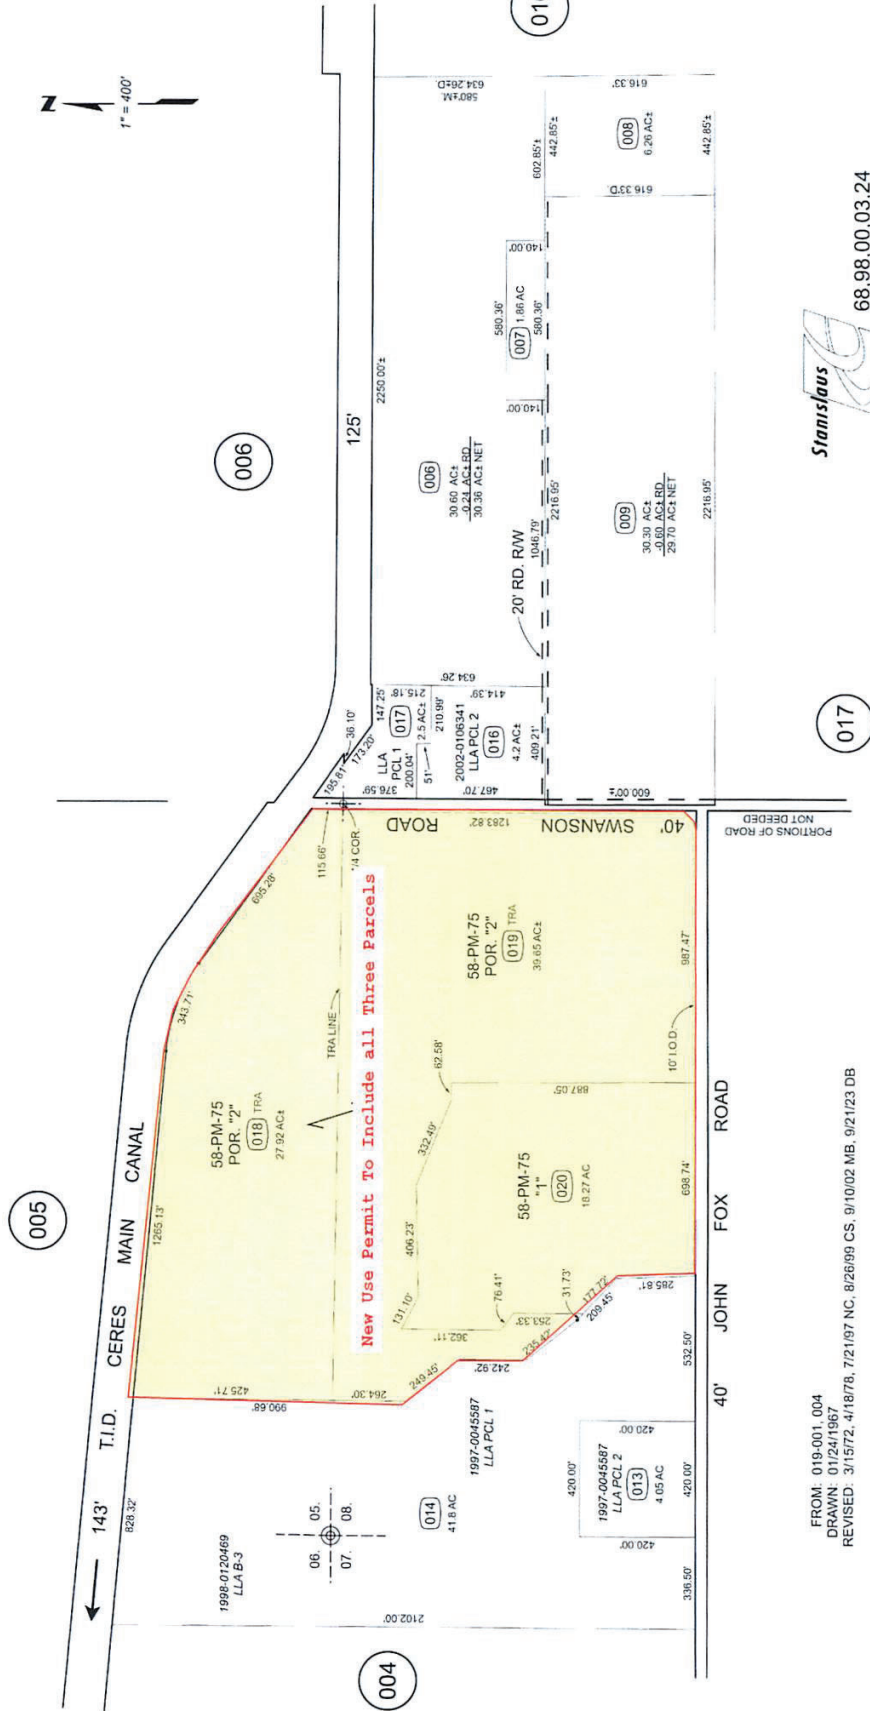 N
1" = 400'
005
006
010
004
017
143'
T.I.D. CERES MAIN CANAL
828.32'
1265.13'
343.71'
695.28'
125'
2250.00'±
195.81'
36.10'
173.20'
147.25'
115.66'
1/4 COR.
TRA LINE
58-PM-75
POR. "2"
018 TRA
27.92 AC±
New Use Permit To Include all Three Parcels
1998-0120469
LLA B-3
06. 05.
07. 08.
2102.00'
425.71'
990.68'
264.30'
249.45'
242.92'
235.42'
209.45'
177.72'
285.81'
014
41.8 AC
1997-0045587
LLA PCL 1
420.00'
1997-0045587
LLA PCL 2
013
4.05 AC
420.00'
420.00'
336.50'
420.00'
532.50'
131.10'
362.11'
76.41'
253.33'
31.73'
406.23'
332.49'
62.58'
887.05'
58-PM-75
"1"
020
18.27 AC
698.74'
58-PM-75
POR. "2"
019 TRA
39.65 AC±
10' I.O.D.
987.47'
40' JOHN FOX ROAD
40' SWANSON ROAD
1283.82'
PORTIONS OF ROAD
NOT DEEDED
LLA
PCL 1
017
200.04'
2.5 AC±
376.59'
215.18'
210.99'
51'
2002-0106341
LLA PCL 2
016
4.2 AC±
467.70'
414.39'
409.21'
634.26'
600.00'±
20' RD. R/W
1046.79'
006
30.60 AC±
-0.24 AC± RD
30.36 AC± NET
580.36'
140.00'
007 1.86 AC
140.00'
580.36'
2216.95'
009
30.30 AC±
-0.60 AC± RD
29.70 AC± NET
2216.95'
580'±M.
634.26±D.
602.85'±
442.85'±
616.33'D.
008
6.26 AC±
616.33'
442.85'±
FROM: 019-001, 004
DRAWN: 01/24/1967
REVISED: 3/15/72, 4/18/78, 7/21/97 NC, 8/26/99 CS, 9/10/02 MB, 9/21/23 DB
Stanislaus
68.98.00.03.24